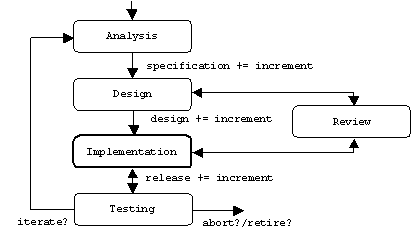 Analysis
specification += increment
Design
design += increment
Review
Implementation
release += increment
Testing
iterate?
abort?/retire?